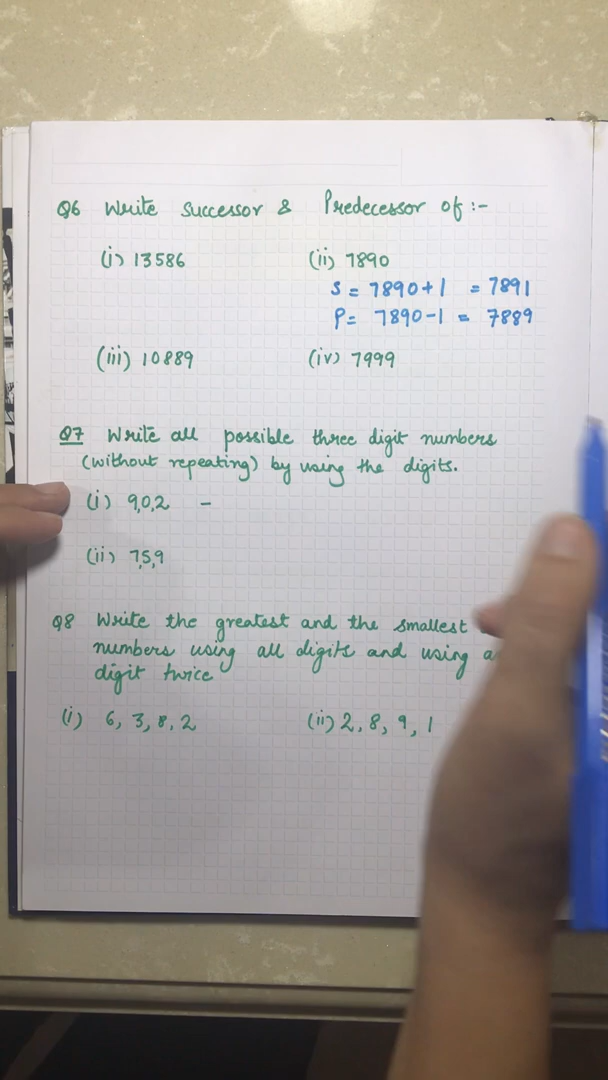 Q6 Write Successor & Predecessor of :-
(i) 13586 (ii) 7890
S = 7890+1 = 7891
P= 7890-1 = 7889
(iii) 10889 (iv) 7999
Q7 Write all possible three digit numbers
(without repeating) by using the digits.
(i) 9,0,2 -
(ii) 7,5,9
Q8 Write the greatest and the smallest
numbers using all digits and using
digit twice
(i) 6, 3, 8, 2 (ii) 2, 8, 9, 1